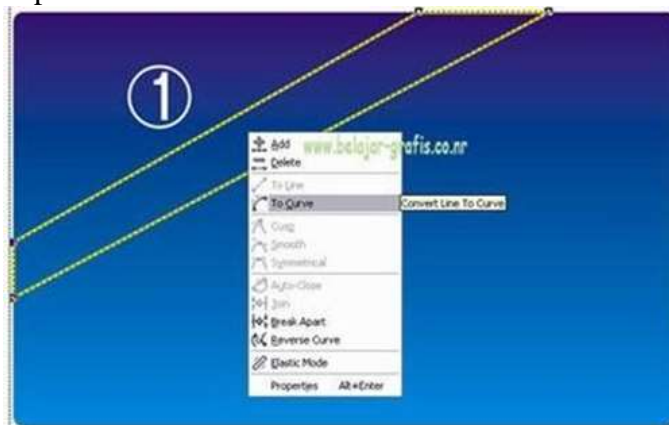 ①
www.belajar-grafis.co.nr
Add
Delete
To Line
To Curve
Convert Line To Curve
Cusp
Smooth
Symmetrical
Auto-Close
Join
Break Apart
Reverse Curve
Elastic Mode
Properties Alt+Enter